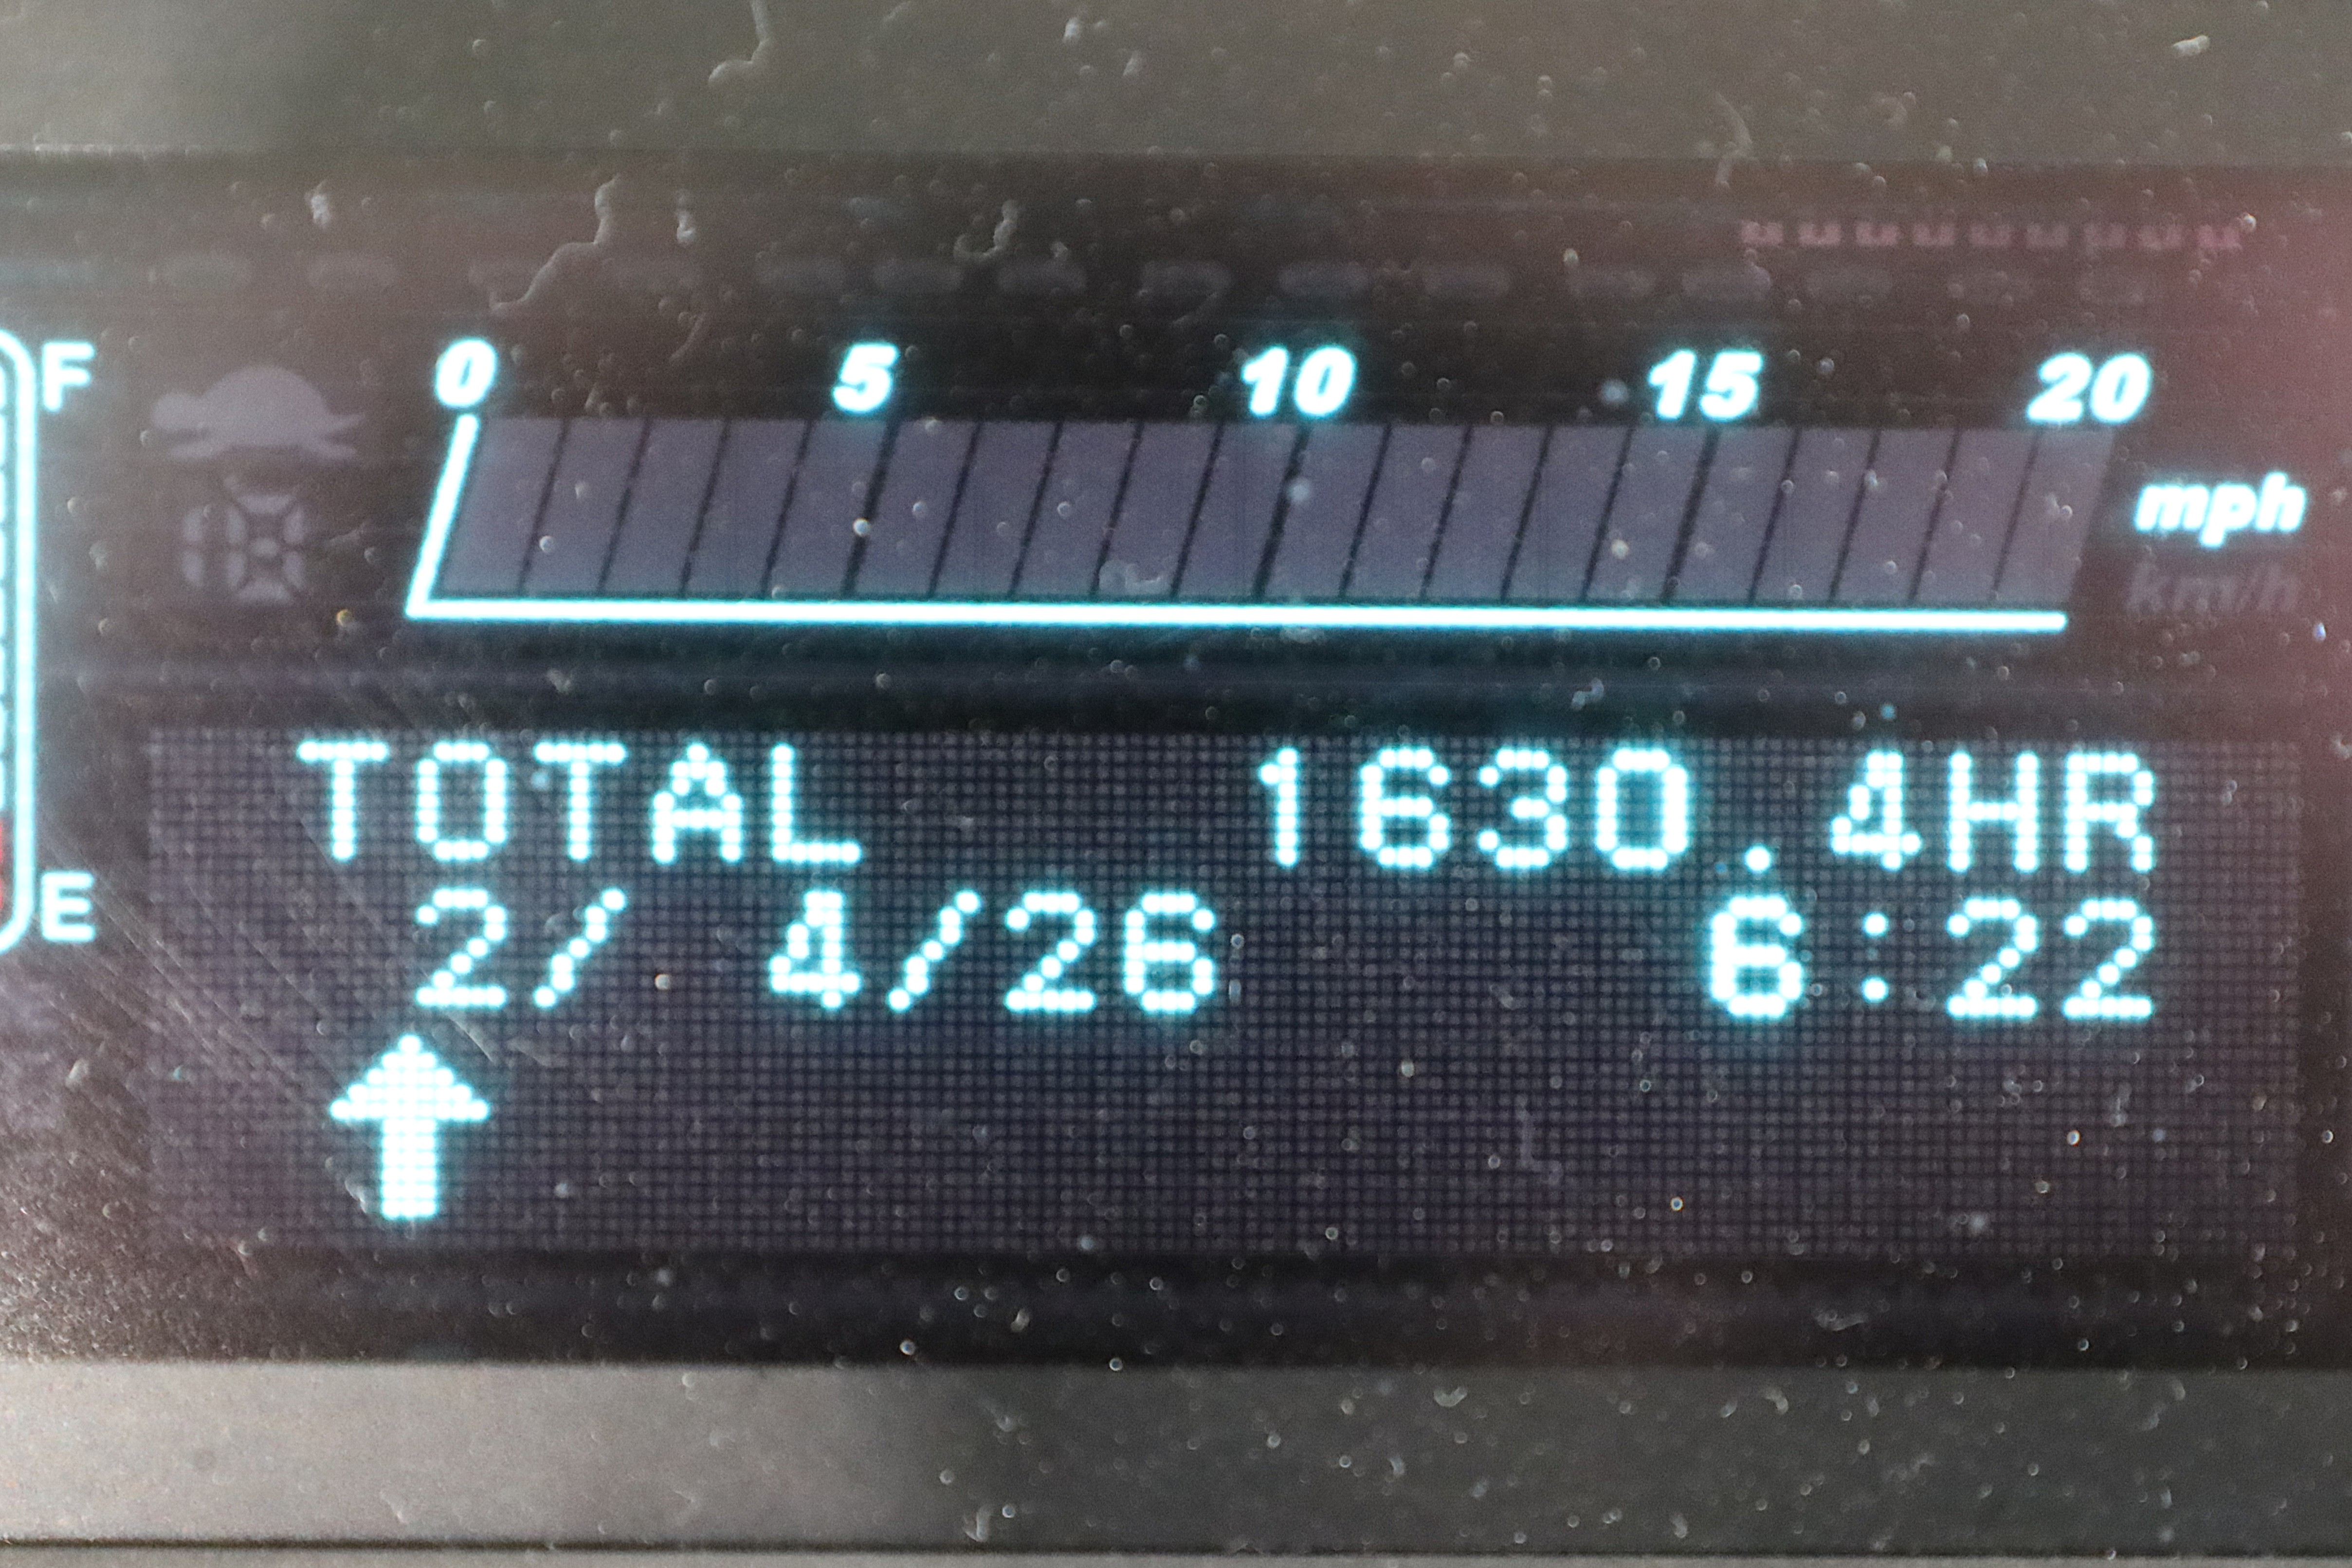 F
0 5 10 15 20
mph
km/h
TOTAL 1630.4HR
2/ 4/26 6:22
E